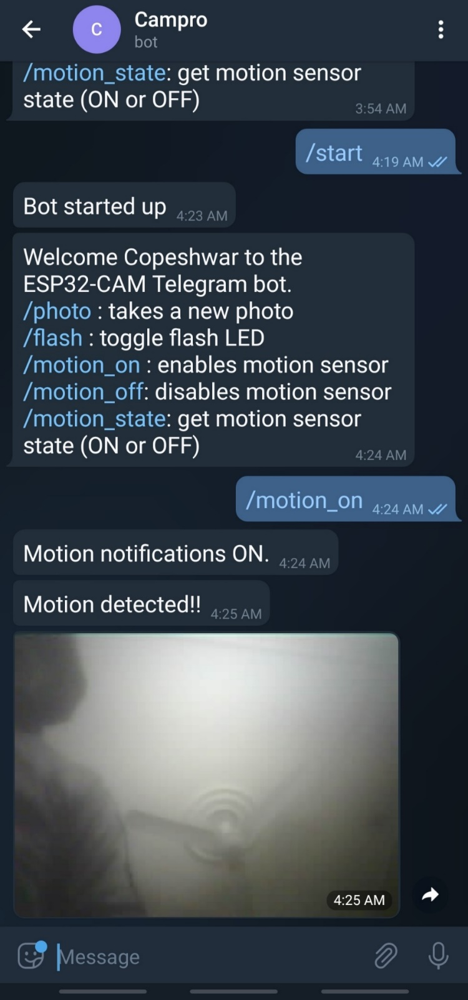 C
Campro
bot
/motion_state: get motion sensor
state (ON or OFF)
3:54 AM
/start 4:19 AM
Bot started up 4:23 AM
Welcome Copeshwar to the
ESP32-CAM Telegram bot.
/photo : takes a new photo
/flash : toggle flash LED
/motion_on : enables motion sensor
/motion_off: disables motion sensor
/motion_state: get motion sensor
state (ON or OFF)
4:24 AM
/motion_on 4:24 AM
Motion notifications ON. 4:24 AM
Motion detected!! 4:25 AM
4:25 AM
Message